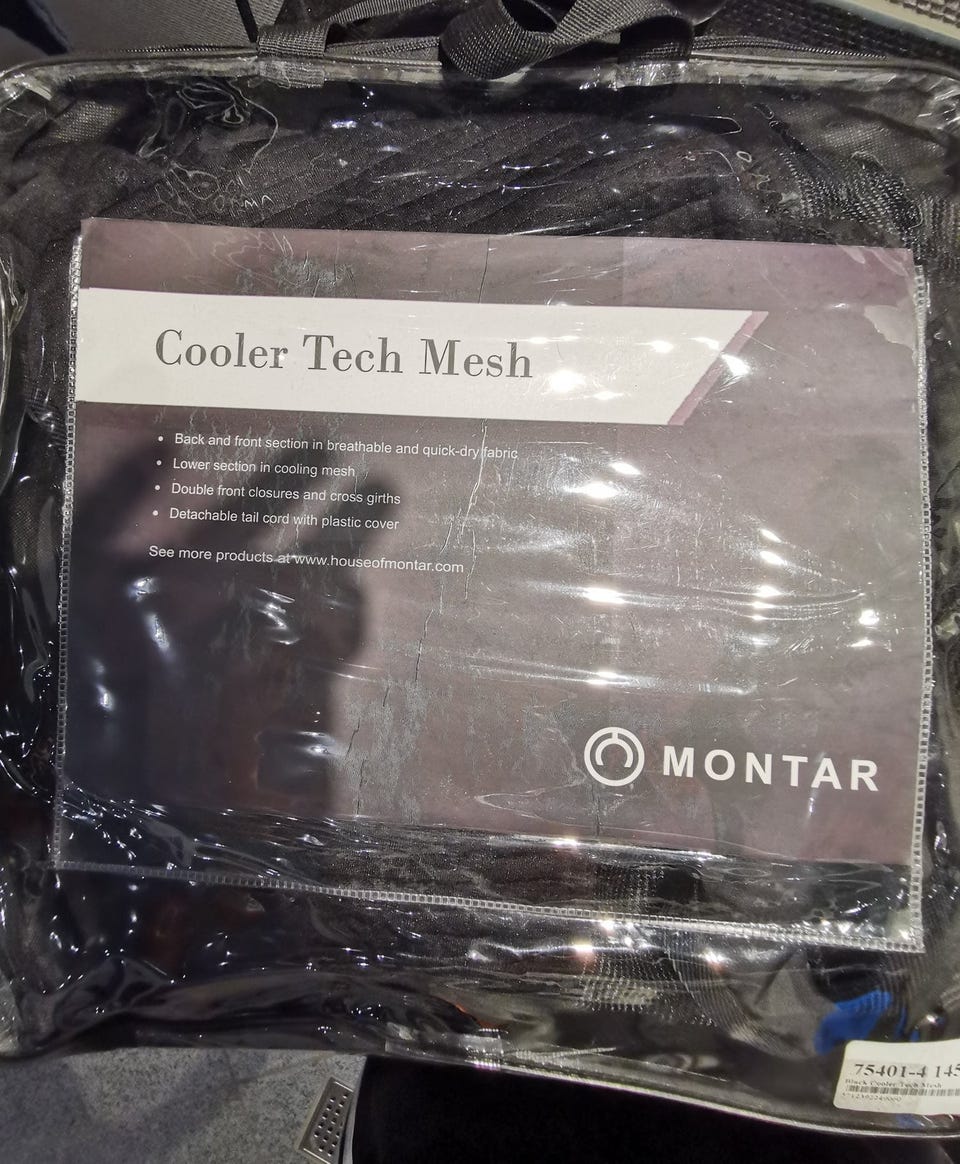 Cooler Tech Mesh
• Back and front section in breathable and quick-dry fabric
• Lower section in cooling mesh
• Double front closures and cross girths
• Detachable tail cord with plastic cover
See more products at www.houseofmontar.com
MONTAR
75401-4 145
Black Cooler Tech Mesh